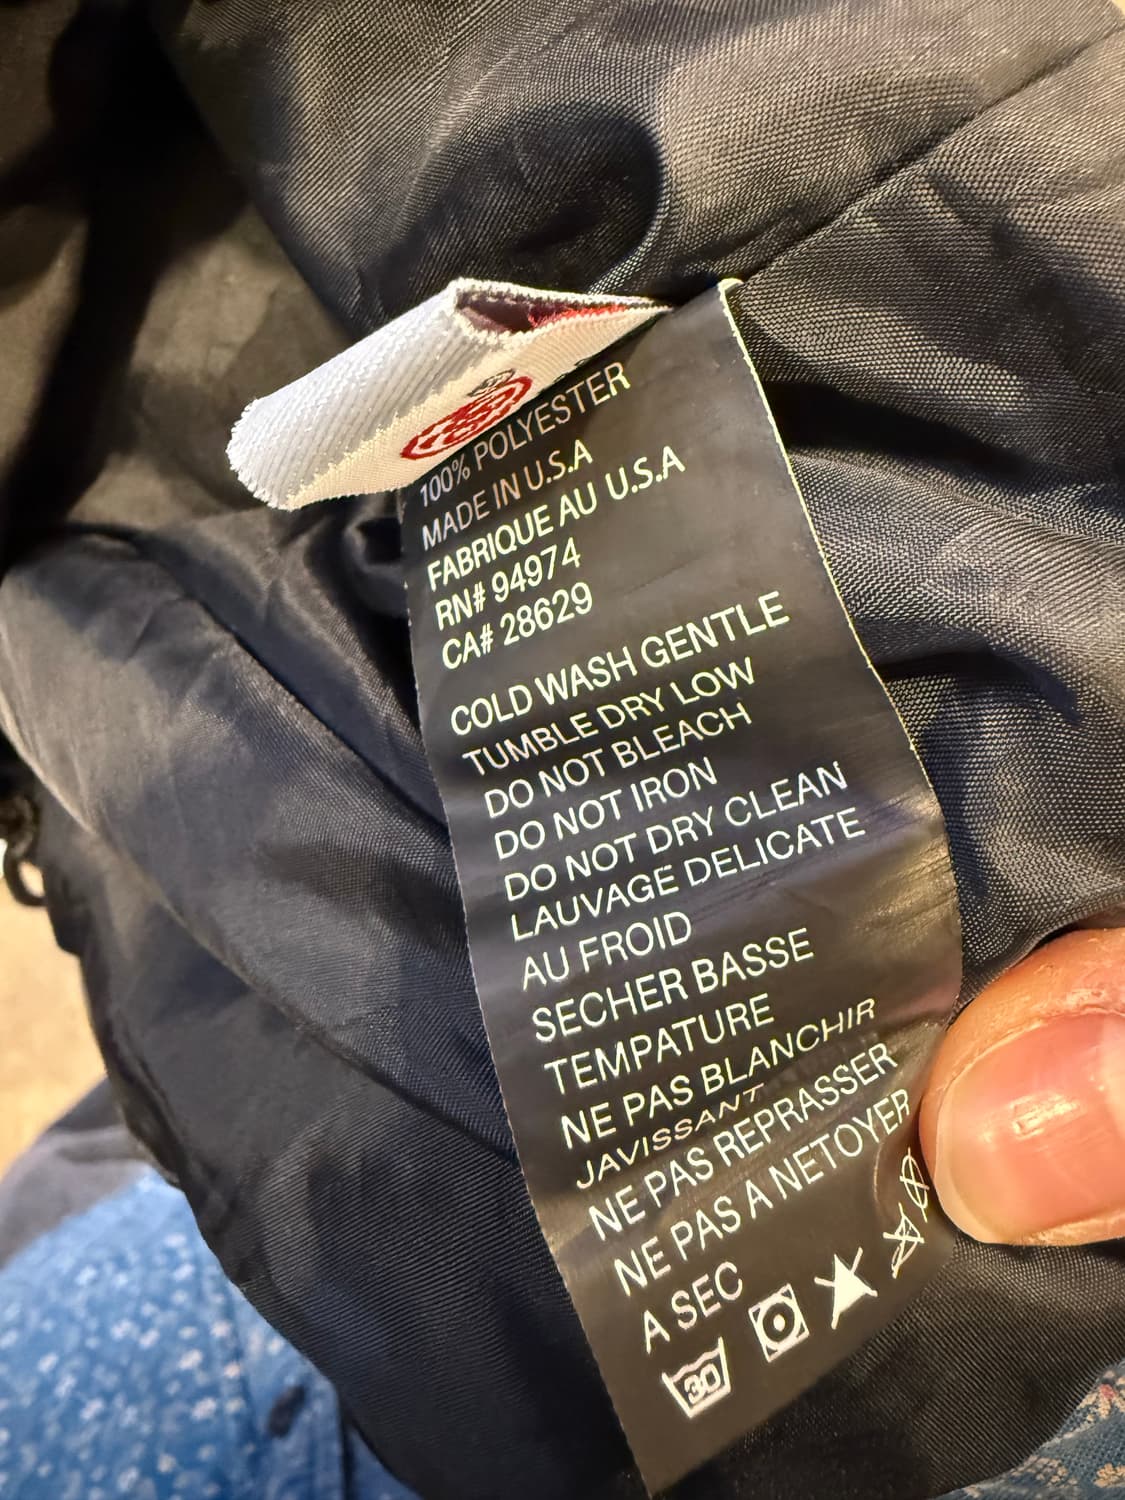 100% POLYESTER
MADE IN U.S.A
FABRIQUE AU U.S.A
RN# 94974
CA# 28629
COLD WASH GENTLE
TUMBLE DRY LOW
DO NOT BLEACH
DO NOT IRON
DO NOT DRY CLEAN
LAUVAGE DELICATE
AU FROID
SECHER BASSE
TEMPATURE
NE PAS BLANCHIR
JAVISSANT
NE PAS REPRASSER
NE PAS A NETOYER
A SEC
30